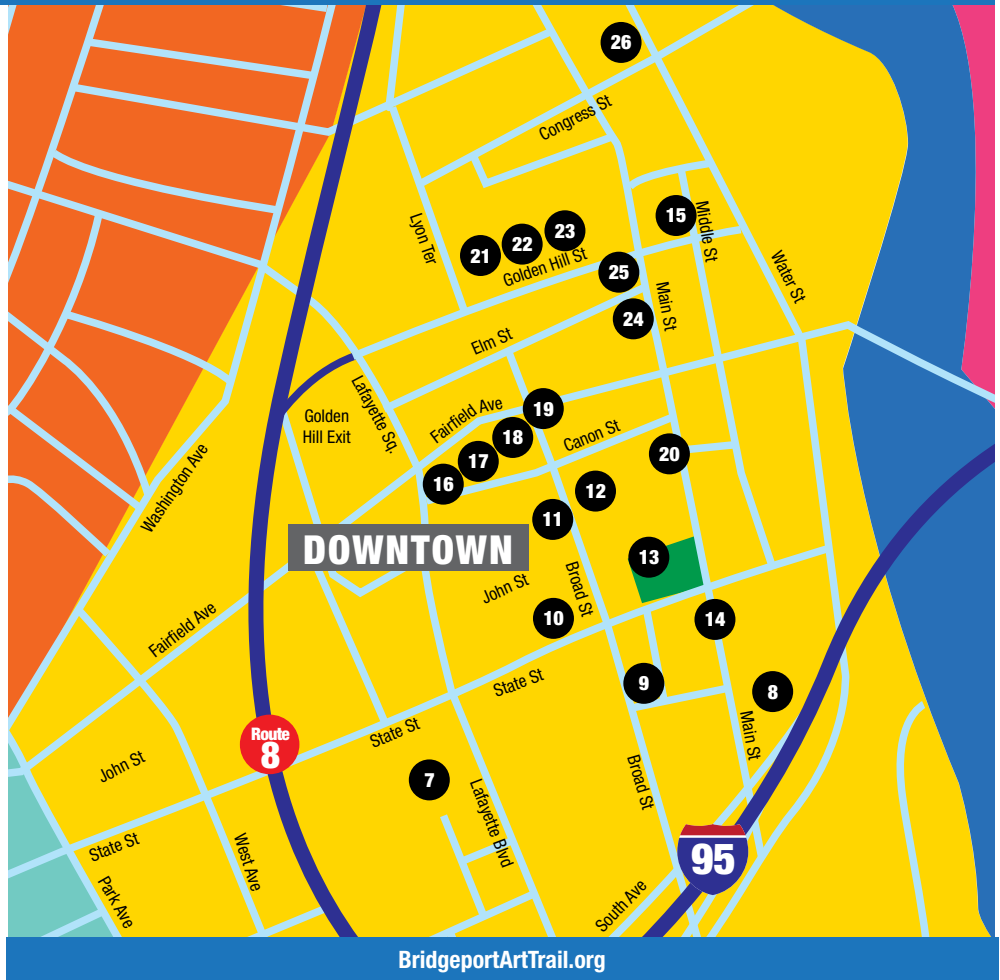 26
Congress St
15
Middle St
Lyon Ter
23
22
21
Golden Hill St
25
Water St
Main St
24
Elm St
Lafayette Sq.
Golden
Hill Exit
Fairfield Ave
19
18
17
16
Canon St
20
12
11
Washington Ave
DOWNTOWN
13
John St
Broad St
10
14
Fairfield Ave
State St
9
8
Main St
Route
8
State St
John St
7
Broad St
Lafayette Blvd
State St
West Ave
95
Park Ave
South Ave
BridgeportArtTrail.org